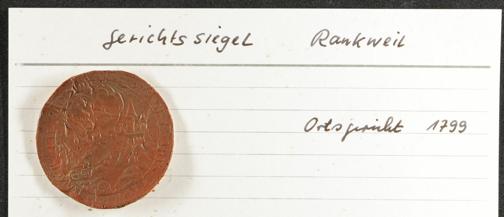 Gerichtssiegel Rankweil
Ortsgericht 1799